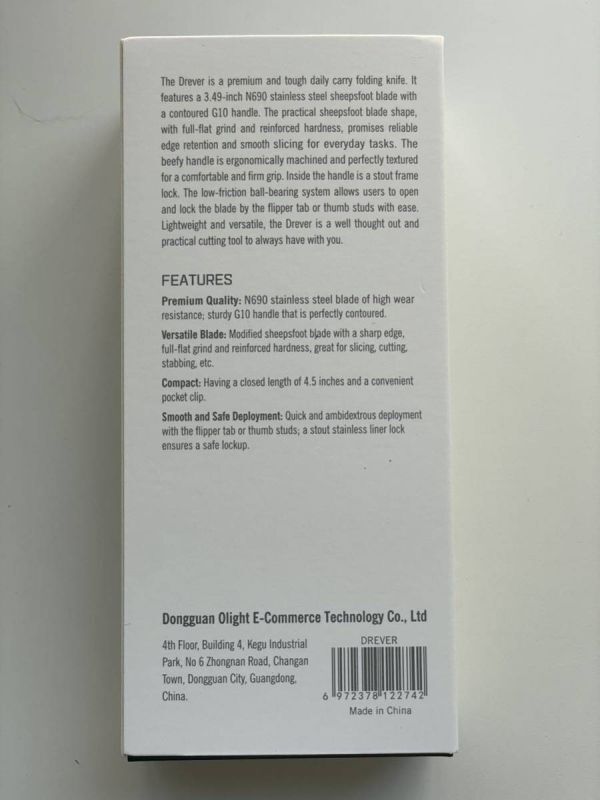 The Drever is a premium and tough daily carry folding knife. It
features a 3.49-inch N690 stainless steel sheepsfoot blade with
a contoured G10 handle. The practical sheepsfoot blade shape,
with full-flat grind and reinforced hardness, promises reliable
edge retention and smooth slicing for everyday tasks. The
beefy handle is ergonomically machined and perfectly textured
for a comfortable and firm grip. Inside the handle is a stout frame
lock. The low-friction ball-bearing system allows users to open
and lock the blade by the flipper tab or thumb studs with ease.
Lightweight and versatile, the Drever is a well thought out and
practical cutting tool to always have with you.
FEATURES
Premium Quality: N690 stainless steel blade of high wear
resistance; sturdy G10 handle that is perfectly contoured.
Versatile Blade: Modified sheepsfoot blade with a sharp edge,
full-flat grind and reinforced hardness, great for slicing, cutting,
stabbing, etc.
Compact: Having a closed length of 4.5 inches and a convenient
pocket clip.
Smooth and Safe Deployment: Quick and ambidextrous deployment
with the flipper tab or thumb studs; a stout stainless liner lock
ensures a safe lockup.
Dongguan Olight E-Commerce Technology Co., Ltd
4th Floor, Building 4, Kegu Industrial
Park, No 6 Zhongnan Road, Changan
Town, Dongguan City, Guangdong,
China.
DREVER
6 972378 122742
Made in China